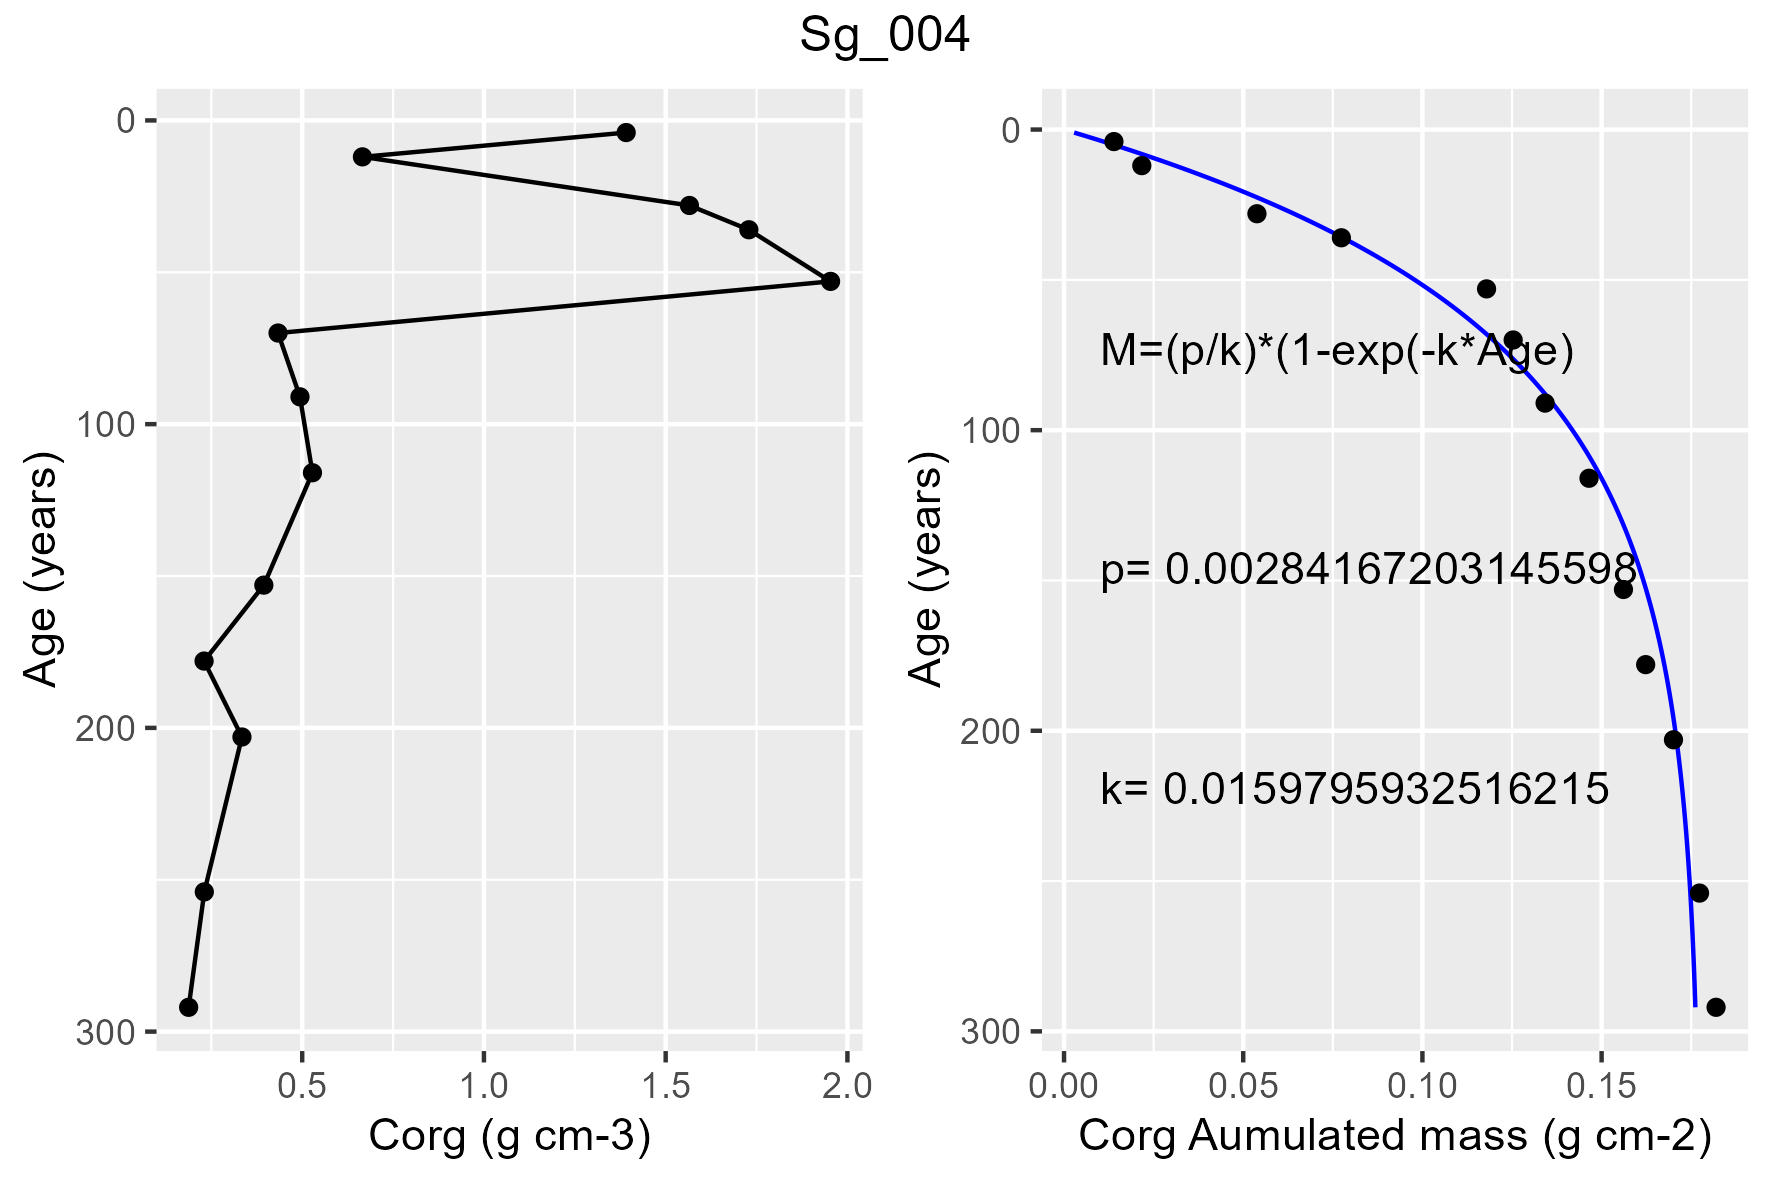 Sg_004
0
100
200
300
Age (years)
0.5
1.0
1.5
2.0
Corg (g cm-3)
0
100
200
300
Age (years)
M=(p/k)*(1-exp(-k*Age)
p= 0.00284167203145598
k= 0.0159795932516215
0.00
0.05
0.10
0.15
Corg Aumulated mass (g cm-2)